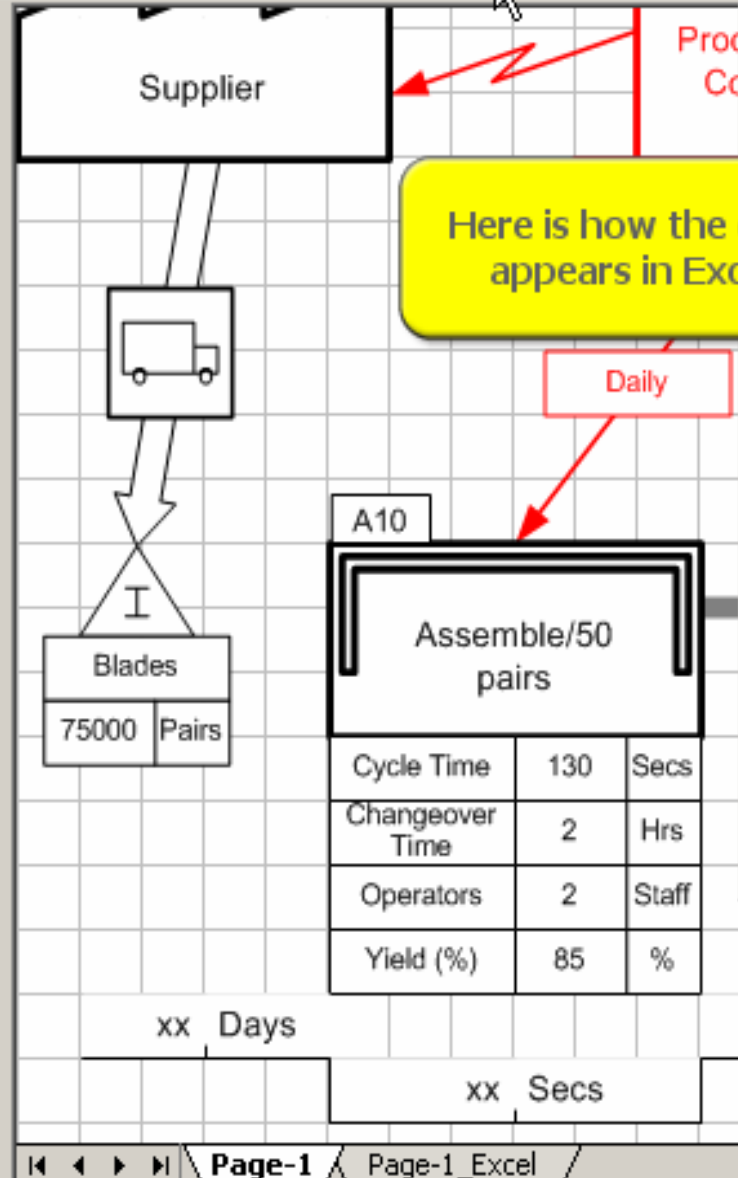 Supplier
Here is how the
appears in
Daily
A10
I
Assemble/50
pairs
Blades
75000 Pairs
Cycle Time 130 Secs
Changeover
Time 2 Hrs
Operators 2 Staff
Yield (%) 85 %
xx Days
xx Secs
Page-1 Page-1_Excel